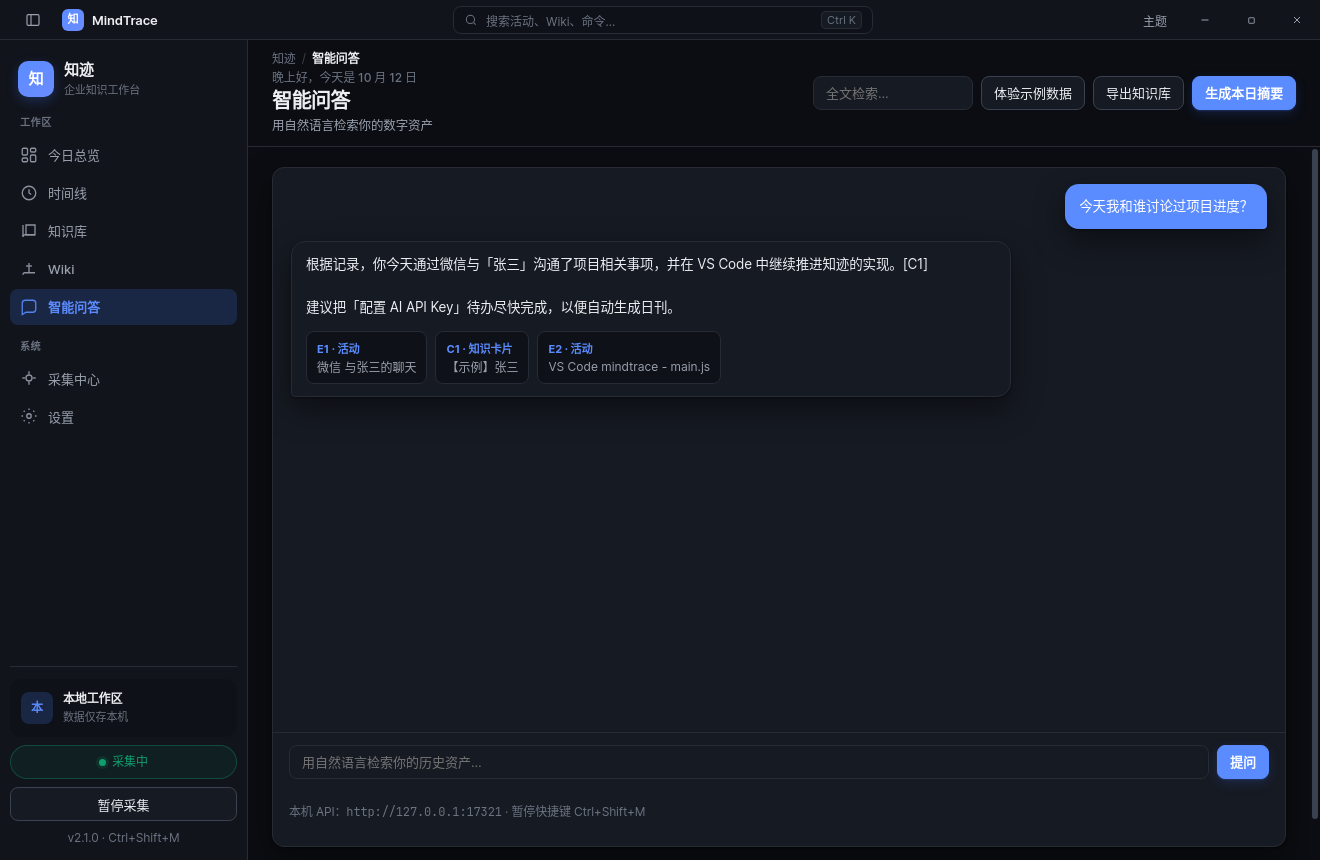 知 MindTrace
搜索活动、Wiki、命令... Ctrl K
主题
知 知迹
企业知识工作台
工作区
今日总览
时间线
知识库
Wiki
智能问答
系统
采集中心
设置
本 本地工作区
数据仅存本机
采集中
暂停采集
v2.1.0 · Ctrl+Shift+M
知迹 / 智能问答
晚上好，今天是 10 月 12 日
智能问答
用自然语言检索你的数字资产
全文检索...
体验示例数据
导出知识库
生成本日摘要
今天我和谁讨论过项目进度？
根据记录，你今天通过微信与「张三」沟通了项目相关事项，并在 VS Code 中继续推进知迹的实现。[C1]
建议把「配置 AI API Key」待办尽快完成，以便自动生成日刊。
E1 · 活动
微信 与张三的聊天
C1 · 知识卡片
【示例】张三
E2 · 活动
VS Code mindtrace - main.js
用自然语言检索你的历史资产...
提问
本机 API：http://127.0.0.1:17321 · 暂停快捷键 Ctrl+Shift+M